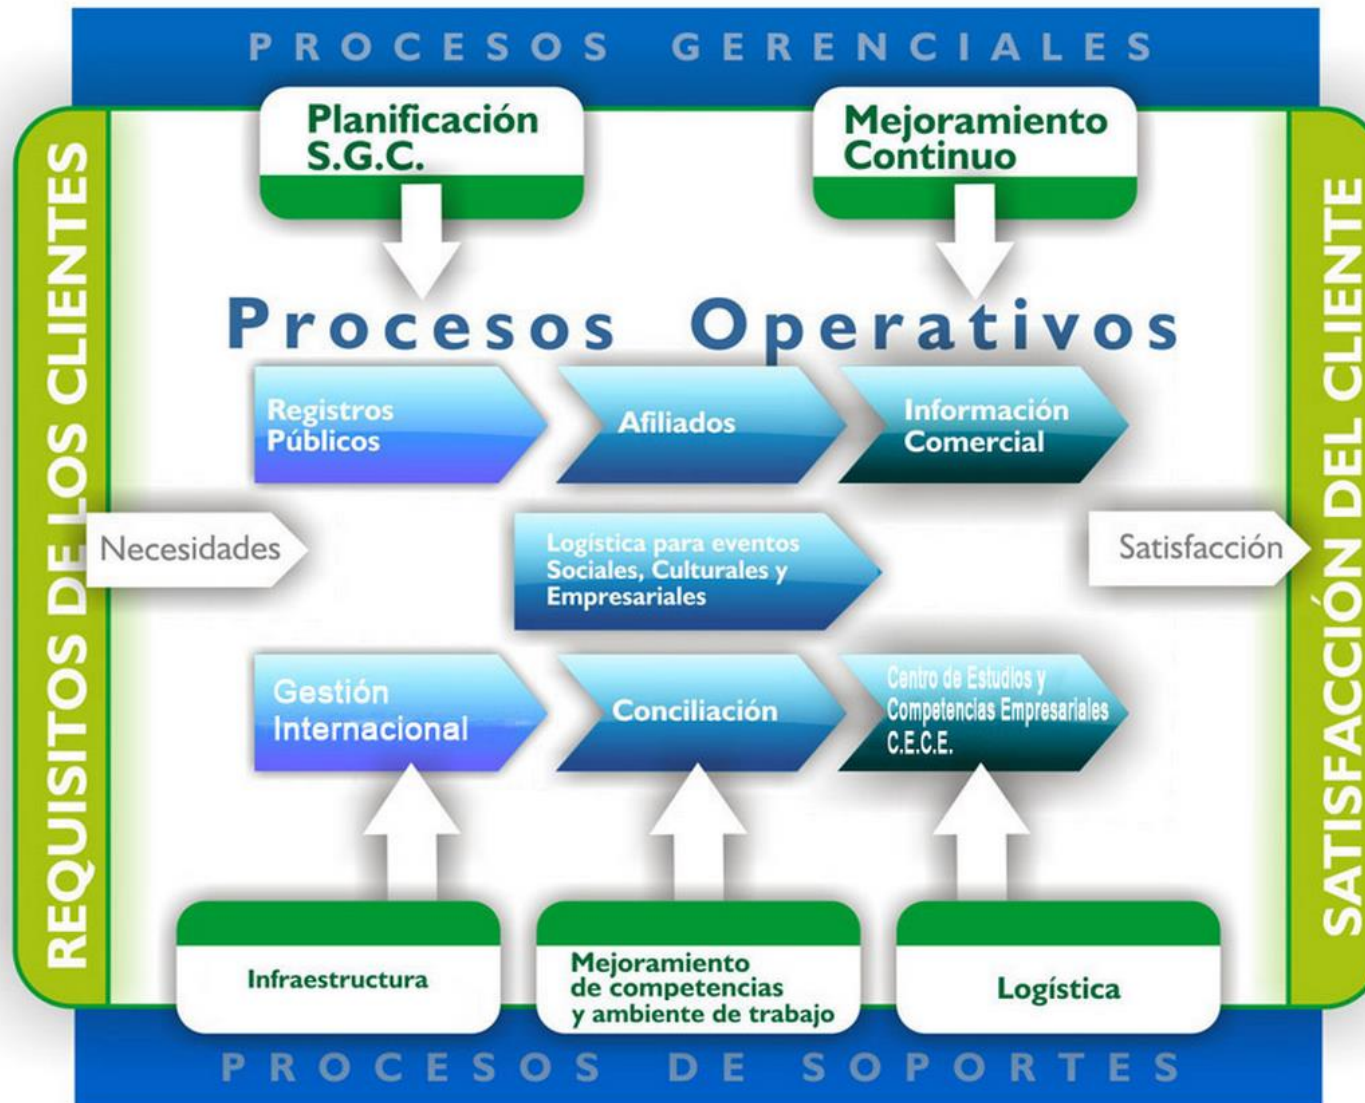 PROCESOS GERENCIALES
Planificación
S.G.C.
Mejoramiento
Continuo
REQUISITOS DE LOS CLIENTES
Procesos Operativos
Registros
Públicos
Afiliados
Información
Comercial
Necesidades
Logística para eventos
Sociales, Culturales y
Empresariales
Satisfacción
Gestión
Internacional
Conciliación
Centro de Estudios y
Competencias Empresariales
C.E.C.E.
SATISFACCIÓN DEL CLIENTE
Infraestructura
Mejoramiento
de competencias
y ambiente de trabajo
Logística
PROCESOS DE SOPORTES